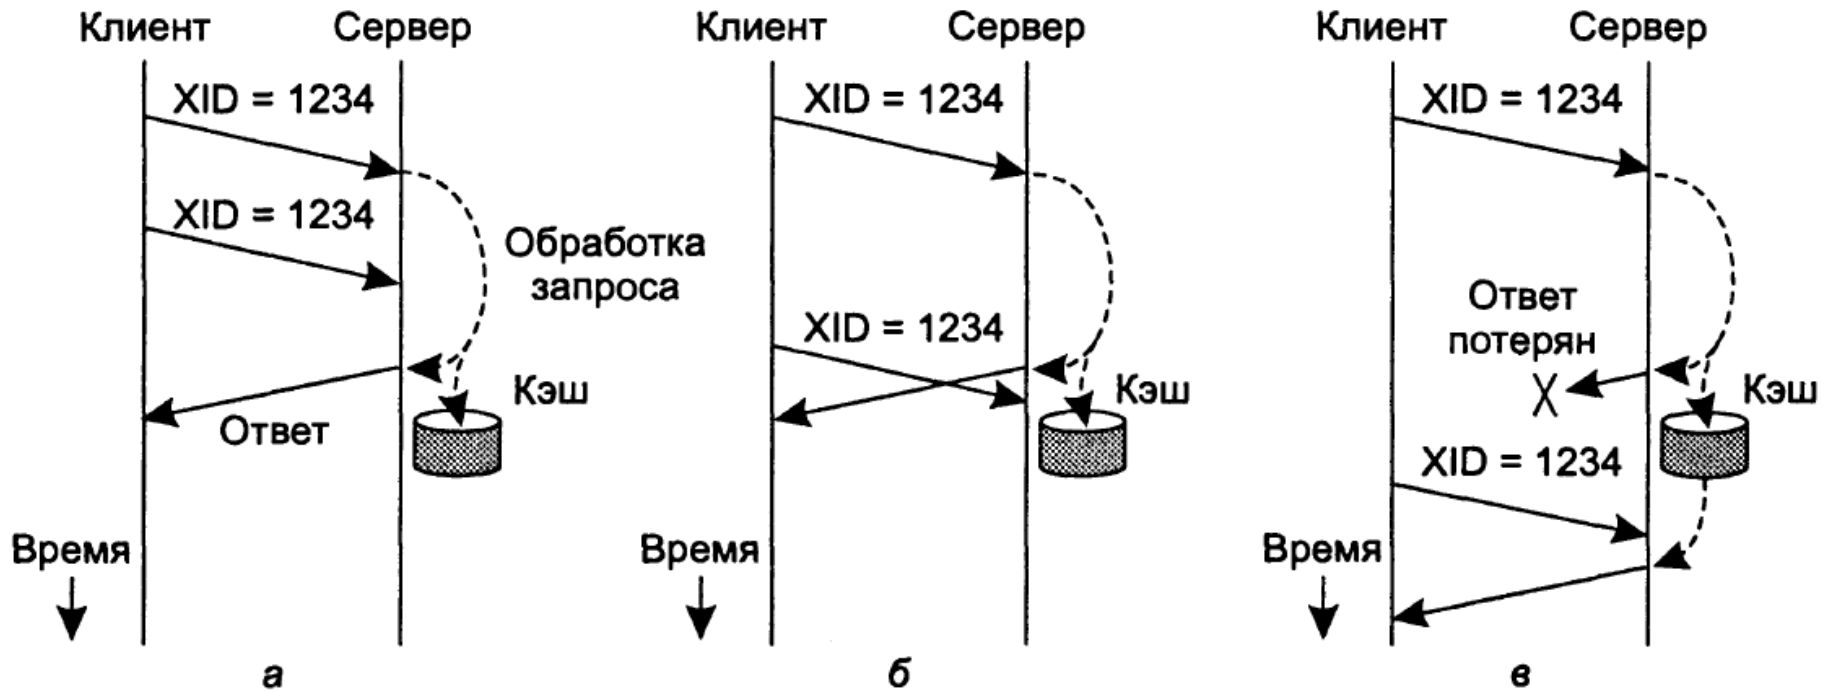 Клиент Сервер
XID = 1234
XID = 1234
Обработка
запроса
Кэш
Ответ
Время
а
Клиент Сервер
XID = 1234
XID = 1234
Кэш
Время
б
Клиент Сервер
XID = 1234
Ответ
потерян
Кэш
XID = 1234
Время
в